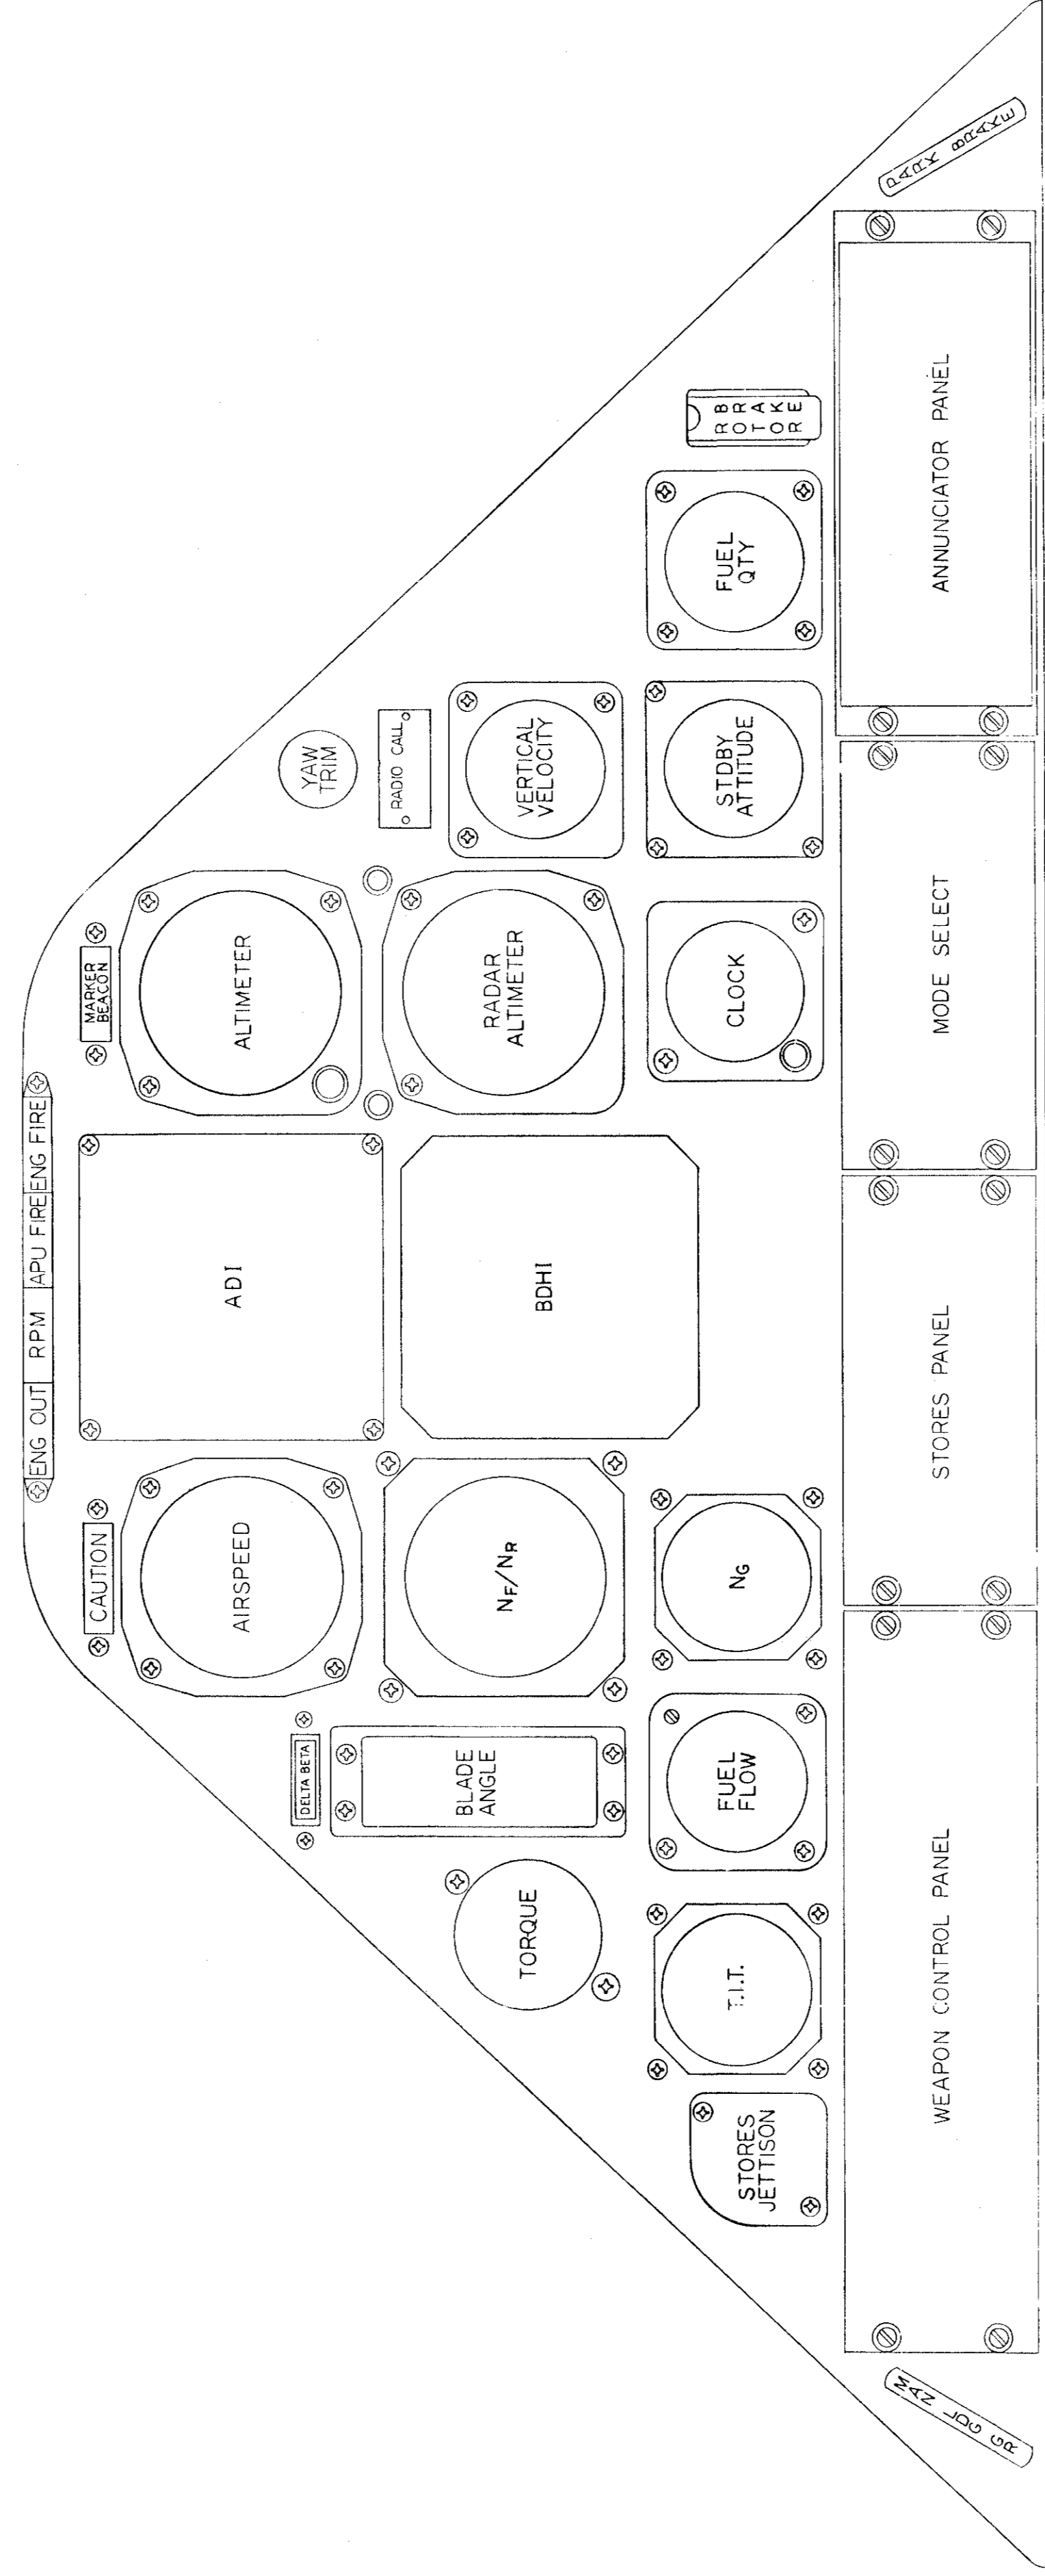 ENG OUT
RPM
APU FIRE
ENG FIRE
CAUTION
MARKER
BEACON
AIRSPEED
ADI
ALTIMETER
DELTA BETA
YAW
TRIM
RADIO CALL
BLADE
ANGLE
TORQUE
NF/NR
BDHI
RADAR
ALTIMETER
VERTICAL
VELOCITY
STORES
JETTISON
T.I.T.
FUEL
FLOW
NG
CLOCK
STDBY
ATTITUDE
FUEL
QTY
R B
O R
T A
O K
R E
MAN LDG GR
WEAPON CONTROL PANEL
STORES PANEL
MODE SELECT
ANNUNCIATOR PANEL
PARK BRAKE